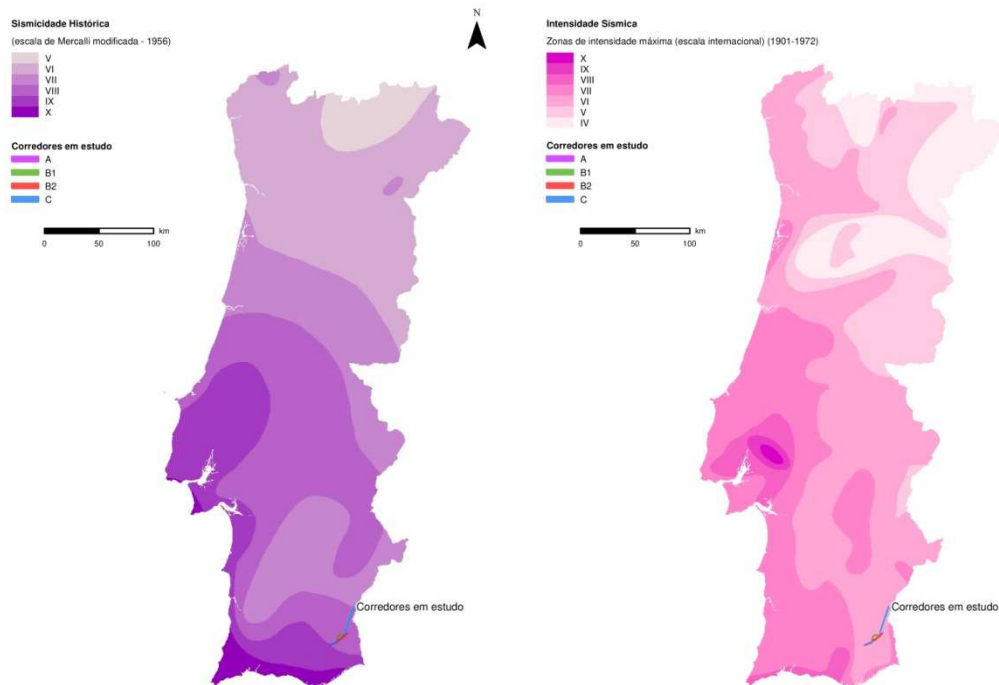 Sismicidade Histórica
(escala de Mercalli modificada - 1956)
V
VI
VII
VIII
IX
X
Corredores em estudo
A
B1
B2
C
km
0 50 100
N
Corredores em estudo
Intensidade Sísmica
Zonas de intensidade máxima (escala internacional) (1901-1972)
X
IX
VIII
VII
VI
V
IV
Corredores em estudo
A
B1
B2
C
km
0 50 100
Corredores em estudo